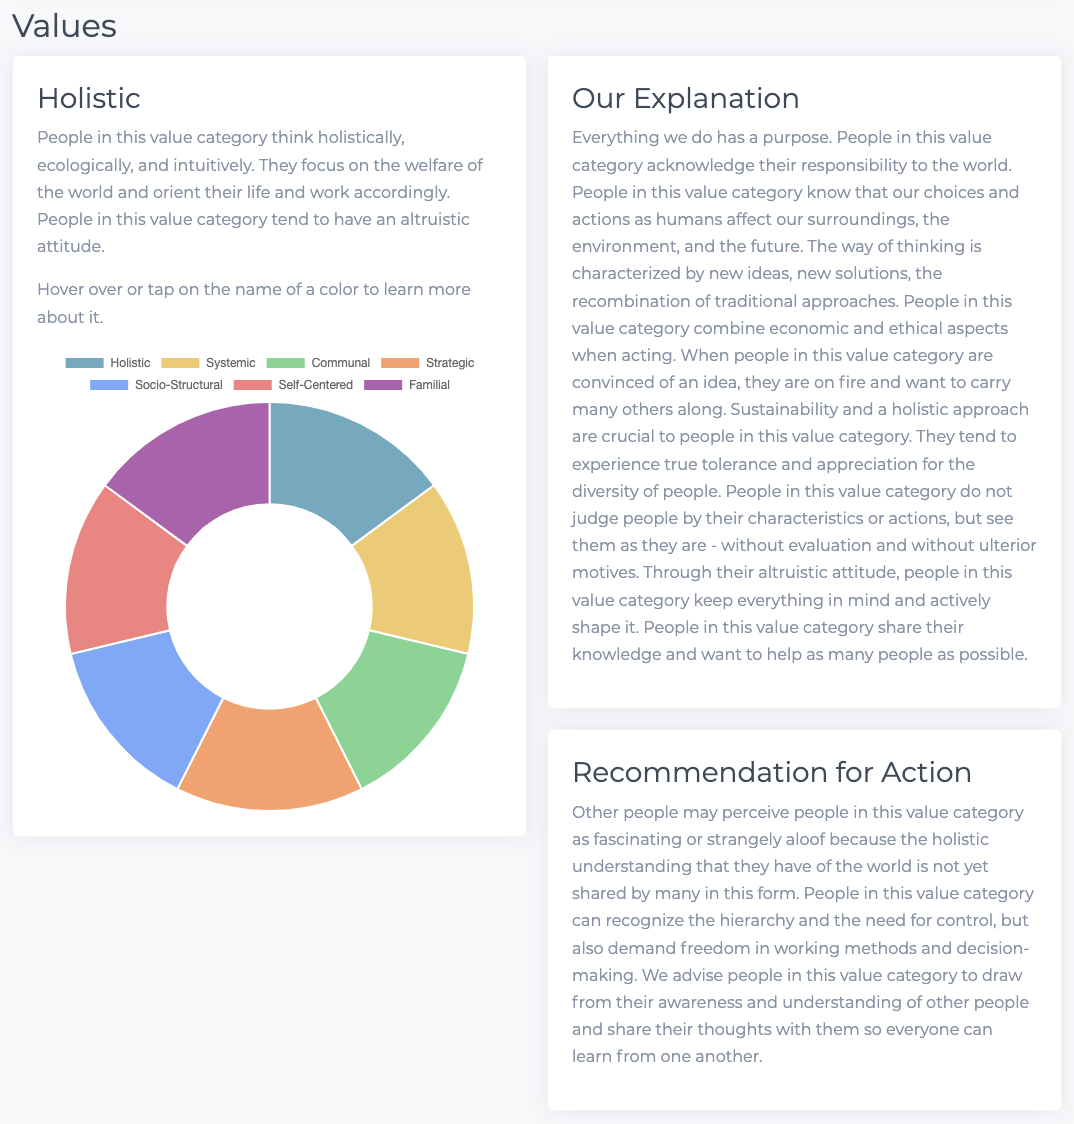 Values
Holistic
People in this value category think holistically,
ecologically, and intuitively. They focus on the welfare of
the world and orient their life and work accordingly.
People in this value category tend to have an altruistic
attitude.
Hover over or tap on the name of a color to learn more
about it.
Holistic Systemic Communal Strategic
Socio-Structural Self-Centered Familial
Our Explanation
Everything we do has a purpose. People in this value
category acknowledge their responsibility to the world.
People in this value category know that our choices and
actions as humans affect our surroundings, the
environment, and the future. The way of thinking is
characterized by new ideas, new solutions, the
recombination of traditional approaches. People in this
value category combine economic and ethical aspects
when acting. When people in this value category are
convinced of an idea, they are on fire and want to carry
many others along. Sustainability and a holistic approach
are crucial to people in this value category. They tend to
experience true tolerance and appreciation for the
diversity of people. People in this value category do not
judge people by their characteristics or actions, but see
them as they are - without evaluation and without ulterior
motives. Through their altruistic attitude, people in this
value category keep everything in mind and actively
shape it. People in this value category share their
knowledge and want to help as many people as possible.
Recommendation for Action
Other people may perceive people in this value category
as fascinating or strangely aloof because the holistic
understanding that they have of the world is not yet
shared by many in this form. People in this value category
can recognize the hierarchy and the need for control, but
also demand freedom in working methods and decision-
making. We advise people in this value category to draw
from their awareness and understanding of other people
and share their thoughts with them so everyone can
learn from one another.